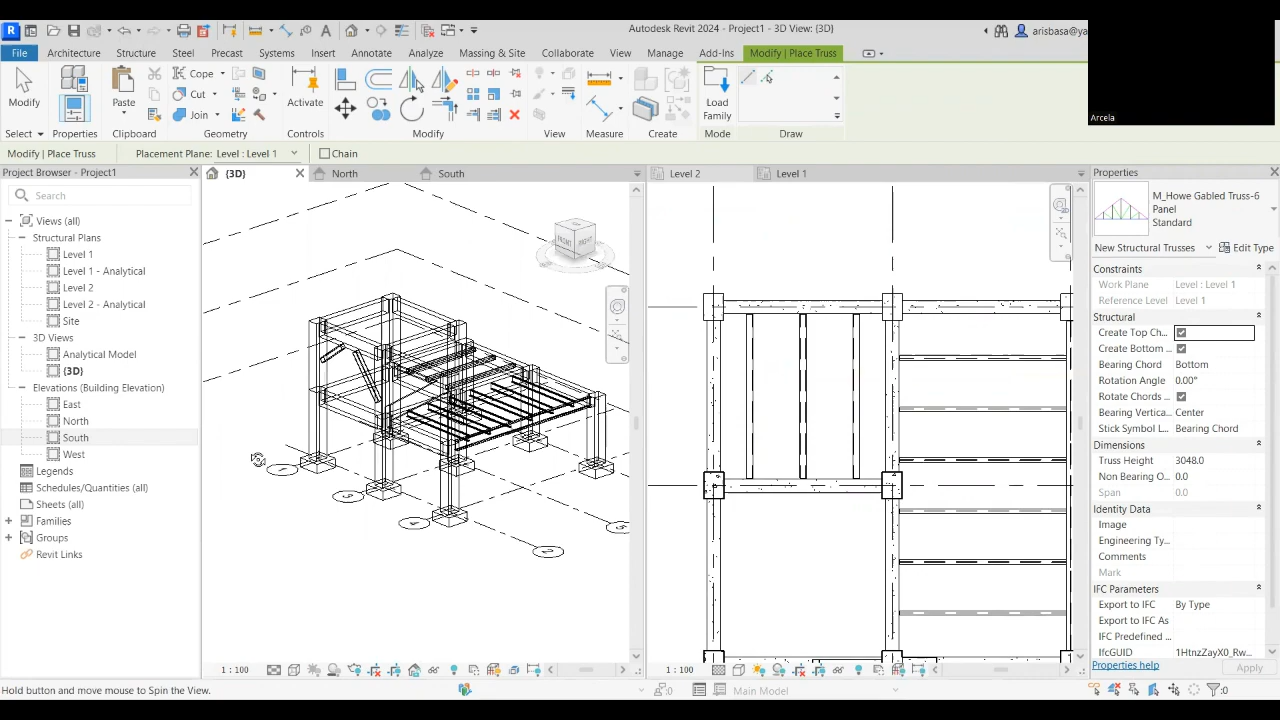 Autodesk Revit 2024 - Project1 - 3D View: {3D}
arisbasa@ya
File Architecture Structure Steel Precast Systems Insert Annotate Analyze Massing & Site Collaborate View Manage Add-Ins Modify | Place Truss
Modify Paste Cope Cut Join Activate Load Family
Select Properties Clipboard Geometry Controls Modify View Measure Create Mode Draw
Arcela
Modify | Place Truss Placement Plane: Level : Level 1 Chain
Project Browser - Project1
Search
Views (all)
Structural Plans
Level 1
Level 1 - Analytical
Level 2
Level 2 - Analytical
Site
3D Views
Analytical Model
{3D}
Elevations (Building Elevation)
East
North
South
West
Legends
Schedules/Quantities (all)
Sheets (all)
Families
Groups
Revit Links
{3D} North South
FRONT RIGHT
1 : 100
Level 2 Level 1
1 : 100
Properties
M_Howe Gabled Truss-6
Panel
Standard
New Structural Trusses Edit Type
Constraints
Work Plane Level : Level 1
Reference Level Level 1
Structural
Create Top Ch...
Create Bottom ...
Bearing Chord Bottom
Rotation Angle 0.00°
Rotate Chords ...
Bearing Vertica... Center
Stick Symbol L... Bearing Chord
Dimensions
Truss Height 3048.0
Non Bearing O... 0.0
Span 0.0
Identity Data
Image
Engineering Ty...
Comments
Mark
IFC Parameters
Export to IFC By Type
Export to IFC As
IFC Predefined ...
IfcGUID 1HtnzZayX0_Rw...
Properties help Apply
Hold button and move mouse to Spin the View.
:0 Main Model :0